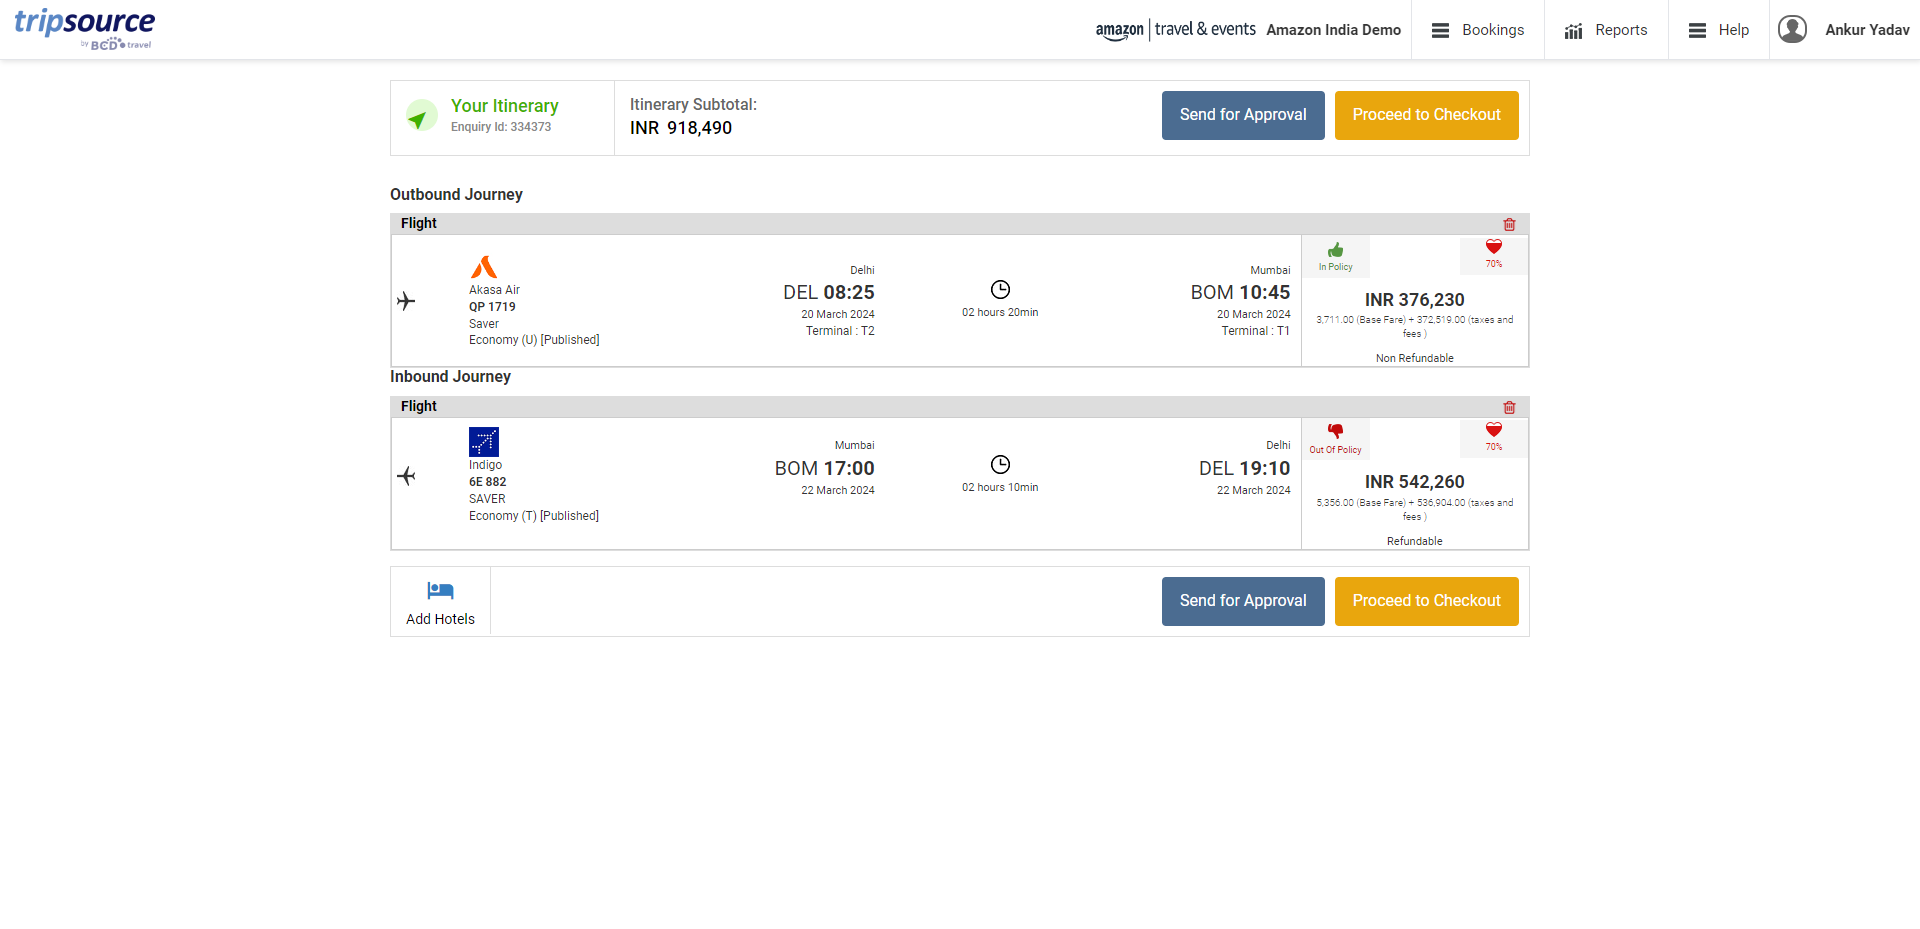 tripsource
by BCD travel
amazon | travel & events Amazon India Demo Bookings Reports Help Ankur Yadav
Your Itinerary
Enquiry Id: 334373
Itinerary Subtotal:
INR 918,490
Send for Approval
Proceed to Checkout
Outbound Journey
Flight
Akasa Air
QP 1719
Saver
Economy (U) [Published]
Delhi
DEL 08:25
20 March 2024
Terminal : T2
02 hours 20min
Mumbai
BOM 10:45
20 March 2024
Terminal : T1
In Policy
70%
INR 376,230
3,711.00 (Base Fare) + 372,519.00 (taxes and
fees )
Non Refundable
Inbound Journey
Flight
Indigo
6E 882
SAVER
Economy (T) [Published]
Mumbai
BOM 17:00
22 March 2024
02 hours 10min
Delhi
DEL 19:10
22 March 2024
Out Of Policy
70%
INR 542,260
5,356.00 (Base Fare) + 536,904.00 (taxes and
fees )
Refundable
Add Hotels
Send for Approval
Proceed to Checkout